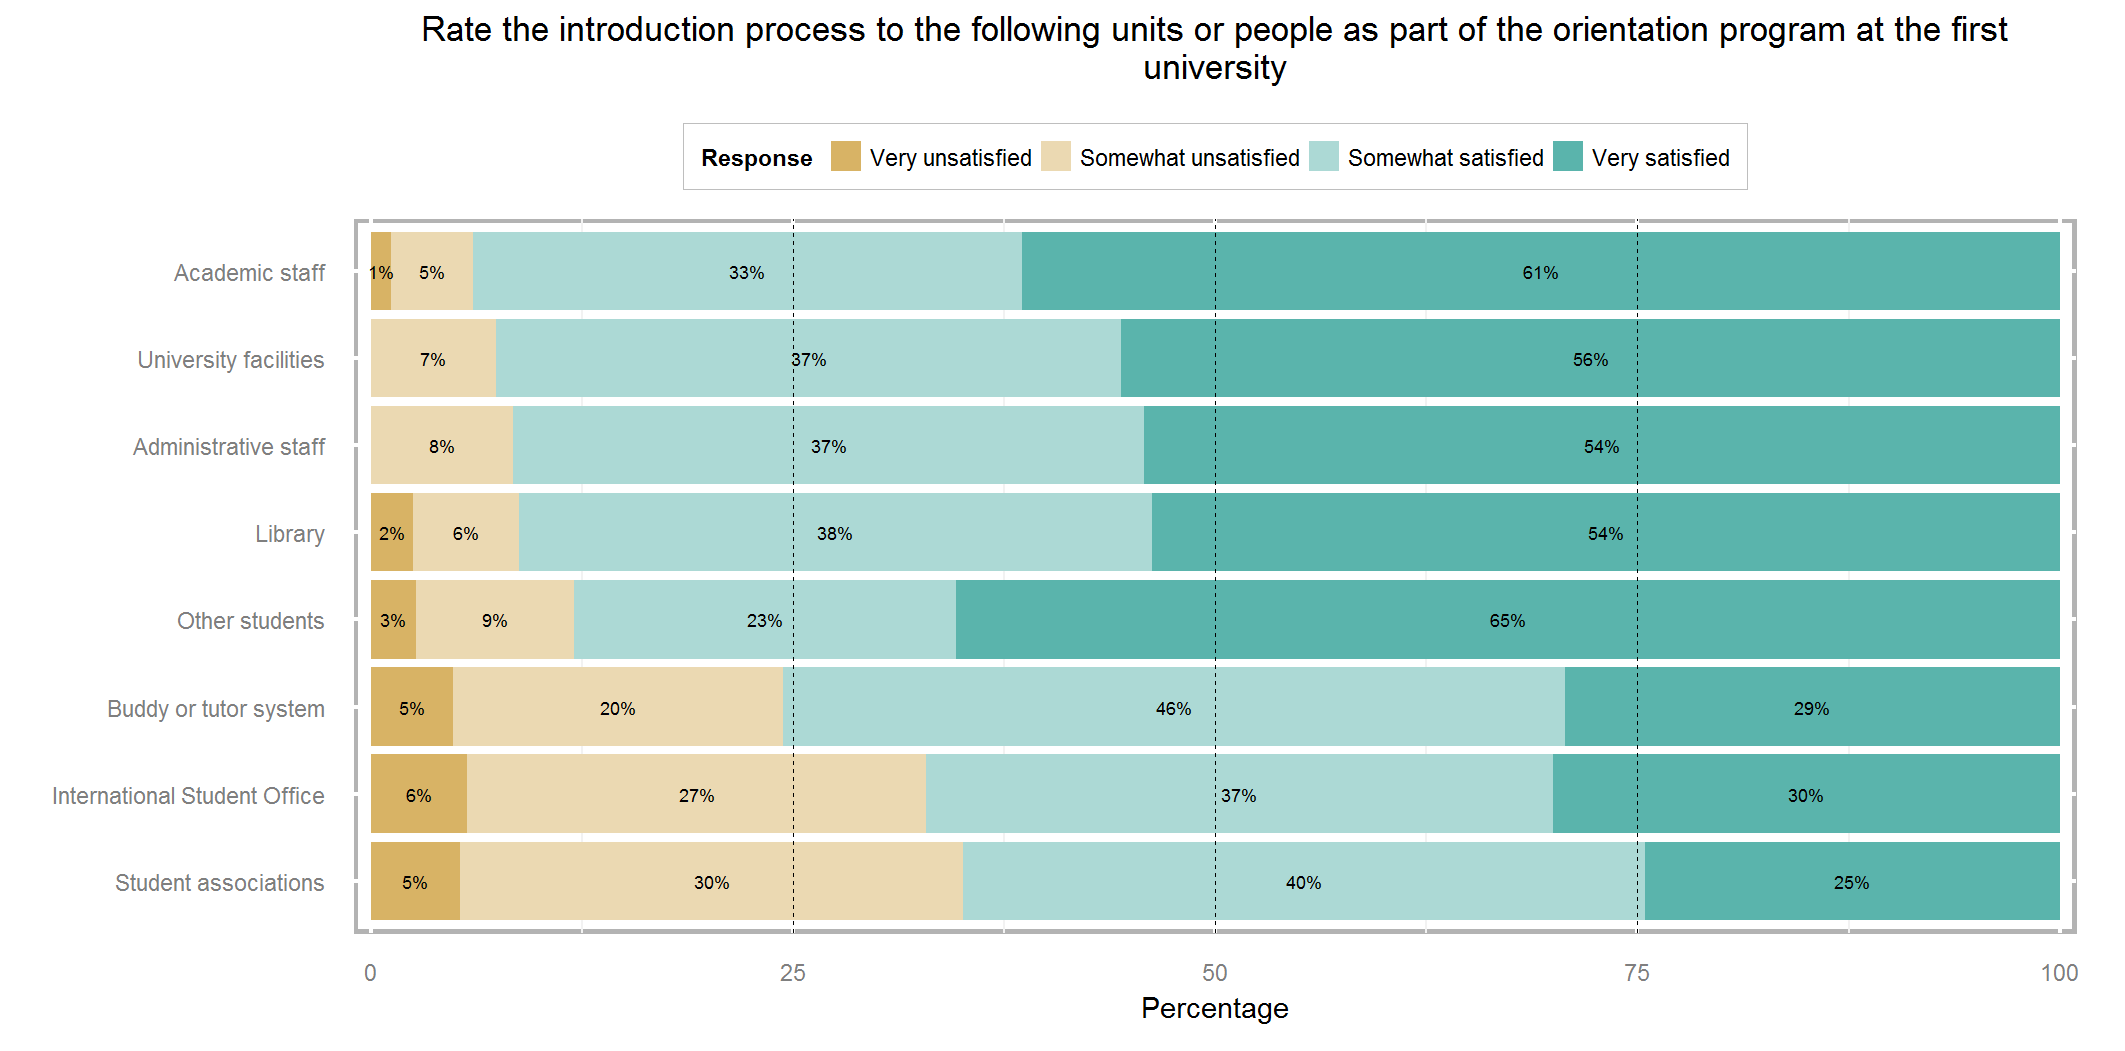 Rate the introduction process to the following units or people as part of the orientation program at the first
university
Response Very unsatisfied Somewhat unsatisfied Somewhat satisfied Very satisfied
Academic staff 1% 5% 33% 61%
University facilities 7% 37% 56%
Administrative staff 8% 37% 54%
Library 2% 6% 38% 54%
Other students 3% 9% 23% 65%
Buddy or tutor system 5% 20% 46% 29%
International Student Office 6% 27% 37% 30%
Student associations 5% 30% 40% 25%
0 25 50 75 100
Percentage